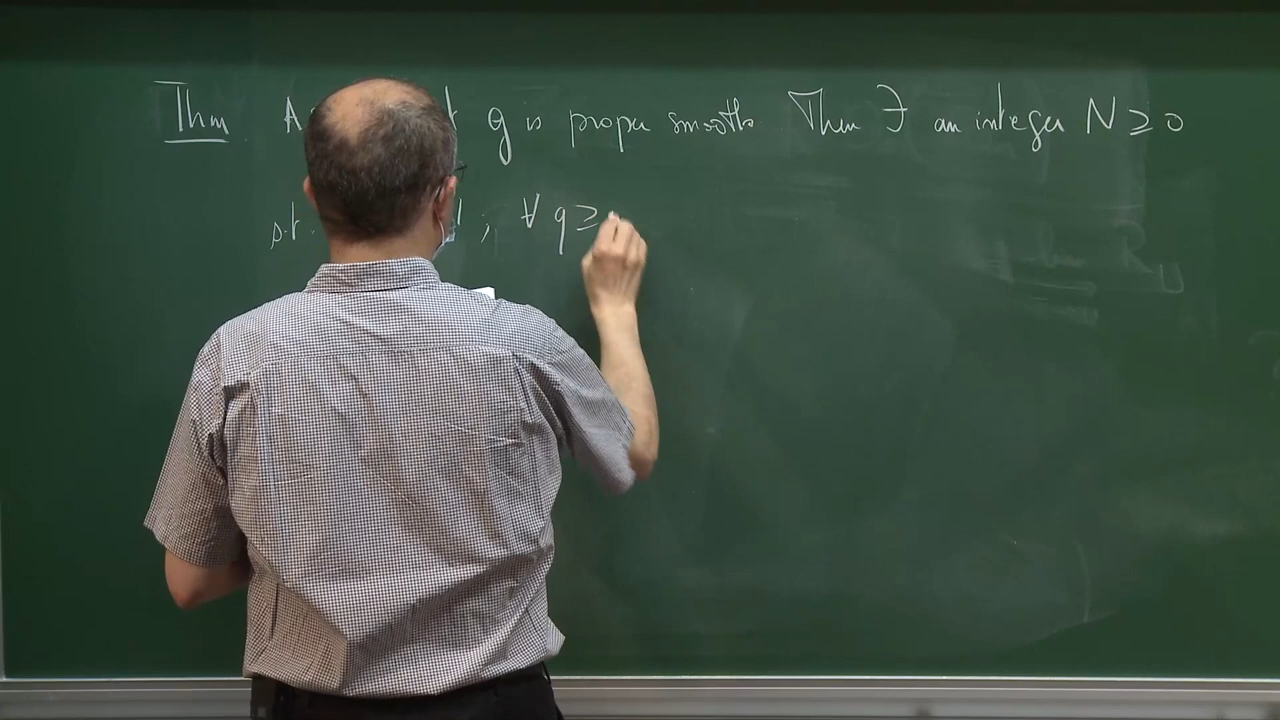 Thm A g is proper smooth. Then ∃ an integer N ≥ 0
s.t. ; ∀ q ≥